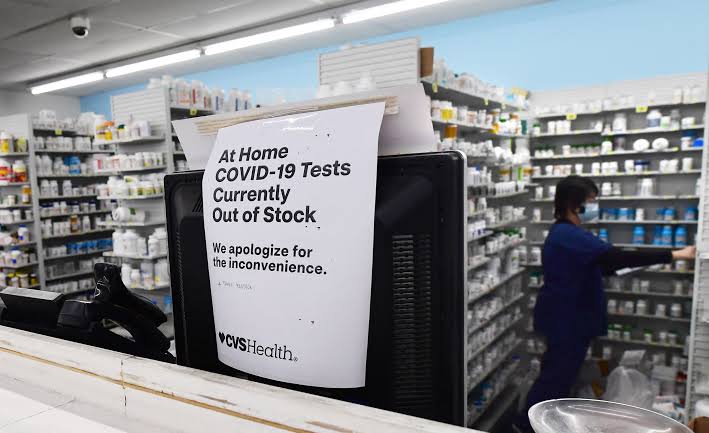 At Home
COVID-19 Tests
Currently
Out of Stock
We apologize for
the inconvenience.
CVSHealth®